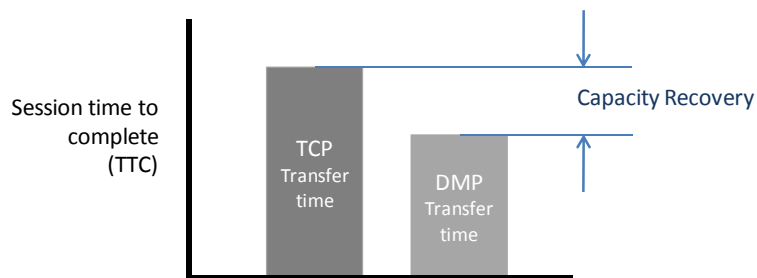 Session time to
complete
(TTC)
TCP
Transfer
time
DMP
Transfer
time
Capacity Recovery